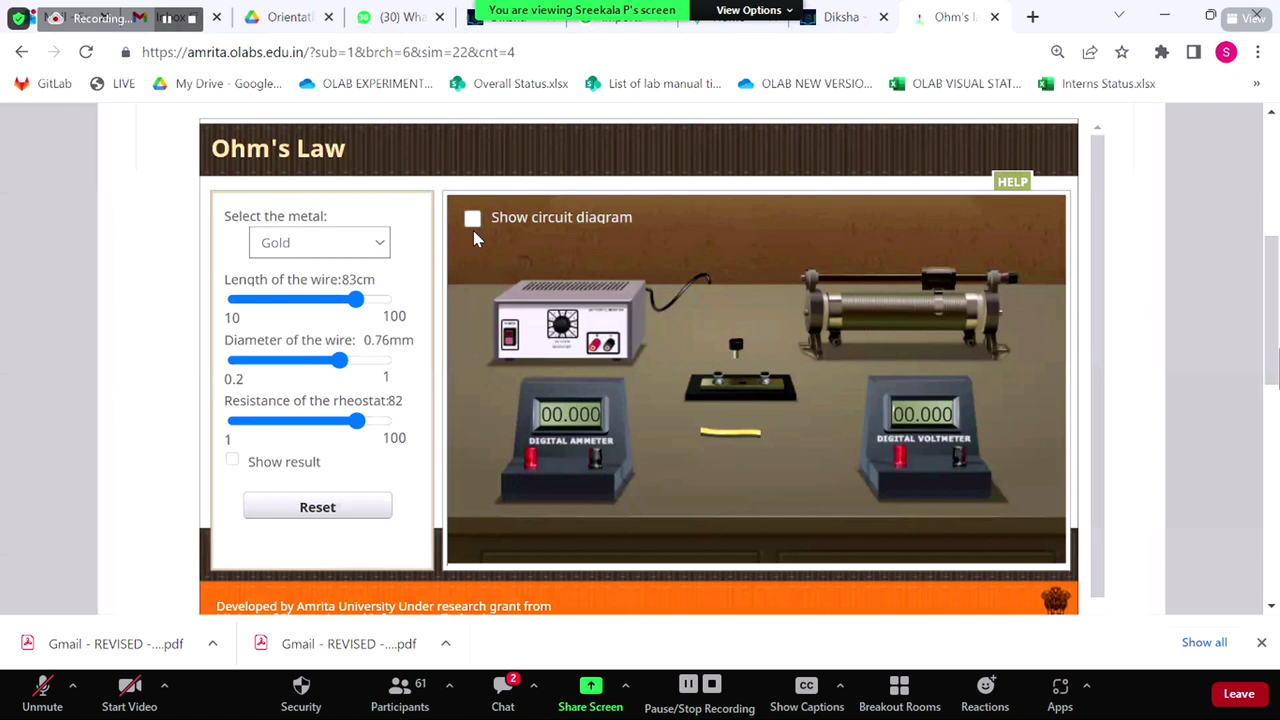 Recording...
You are viewing Sreekala P's screen
View Options
Orientati
(30) Wha
Diksha -
Ohm's l
View
https://amrita.olabs.edu.in/?sub=1&brch=6&sim=22&cnt=4
S
GitLab
LIVE
My Drive - Google...
OLAB EXPERIMENT...
Overall Status.xlsx
List of lab manual ti...
OLAB NEW VERSIO...
OLAB VISUAL STAT...
Interns Status.xlsx
»
Ohm's Law
HELP
Select the metal:
Gold
Length of the wire:83cm
10
100
Diameter of the wire: 0.76mm
0.2
1
Resistance of the rheostat:82
1
100
Show result
Reset
Show circuit diagram
00.000
DIGITAL AMMETER
00.000
DIGITAL VOLTMETER
Developed by Amrita University Under research grant from
Gmail - REVISED -....pdf
Gmail - REVISED -....pdf
Show all
Unmute
Start Video
Security
61
Participants
2
Chat
Share Screen
Pause/Stop Recording
CC
Show Captions
Breakout Rooms
Reactions
Apps
Leave